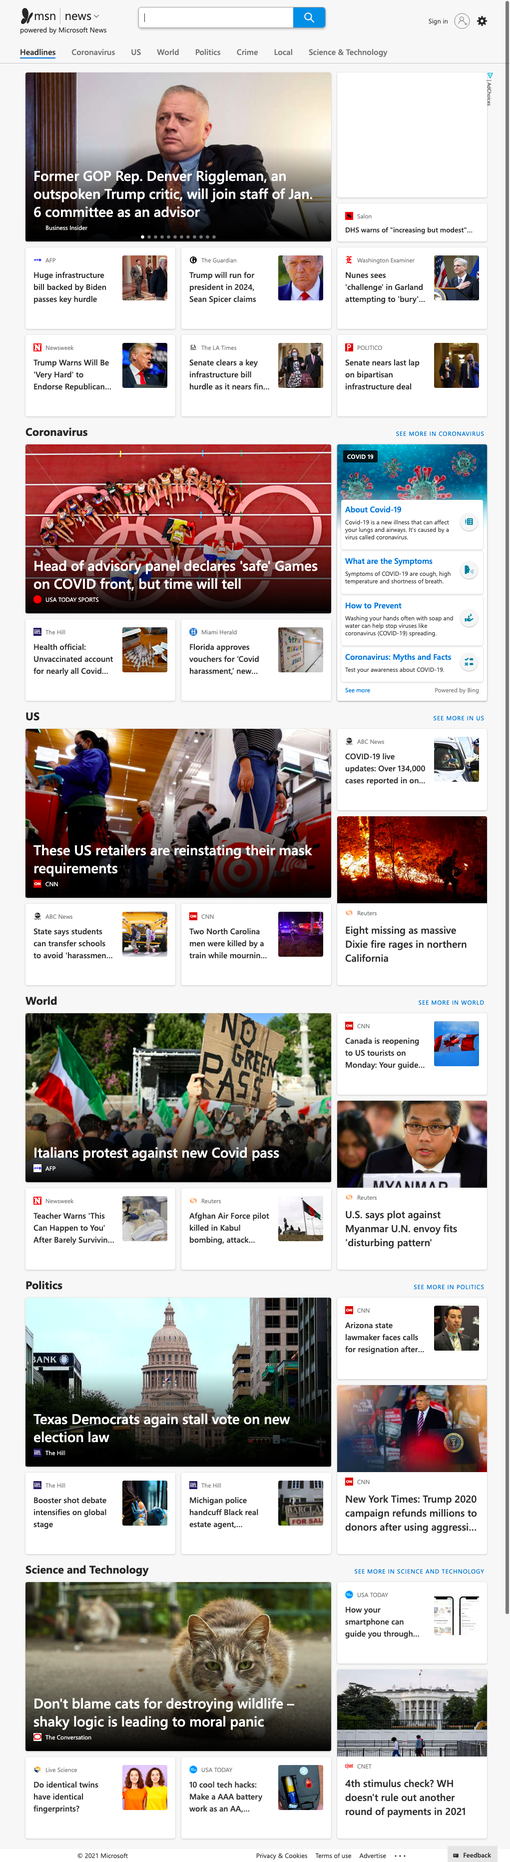 msn | news
powered by Microsoft News
Sign in
Headlines Coronavirus US World Politics Crime Local Science & Technology
AdChoices
Former GOP Rep. Denver Riggleman, an
outspoken Trump critic, will join staff of Jan.
6 committee as an advisor
Business Insider
Salon
DHS warns of "increasing but modest"...
AFP
Huge infrastructure
bill backed by Biden
passes key hurdle
The Guardian
Trump will run for
president in 2024,
Sean Spicer claims
Washington Examiner
Nunes sees
'challenge' in Garland
attempting to 'bury'...
Newsweek
Trump Warns Will Be
'Very Hard' to
Endorse Republican...
The LA Times
Senate clears a key
infrastructure bill
hurdle as it nears fin...
POLITICO
Senate nears last lap
on bipartisan
infrastructure deal
Coronavirus
SEE MORE IN CORONAVIRUS
Head of advisory panel declares 'safe' Games
on COVID front, but time will tell
USA TODAY SPORTS
COVID 19
About Covid-19
Covid-19 is a new illness that can affect
your lungs and airways. It's caused by a
virus called coronavirus.
What are the Symptoms
Symptoms of COVID-19 are cough, high
temperature and shortness of breath.
How to Prevent
Washing your hands often with soap and
water can help stop viruses like
coronavirus (COVID-19) spreading.
Coronavirus: Myths and Facts
Test your awareness about COVID-19.
See more
Powered by Bing
The Hill
Health official:
Unvaccinated account
for nearly all Covid...
Miami Herald
Florida approves
vouchers for 'Covid
harassment,' new...
US
SEE MORE IN US
These US retailers are reinstating their mask
requirements
CNN
ABC News
COVID-19 live
updates: Over 134,000
cases reported in on...
Reuters
Eight missing as massive
Dixie fire rages in northern
California
ABC News
State says students
can transfer schools
to avoid 'harassmen...
CNN
Two North Carolina
men were killed by a
train while mournin...
World
SEE MORE IN WORLD
NO
GREEN
PASS
Italians protest against new Covid pass
AFP
CNN
Canada is reopening
to US tourists on
Monday: Your guide...
MYANMAR
Reuters
U.S. says plot against
Myanmar U.N. envoy fits
'disturbing pattern'
Newsweek
Teacher Warns 'This
Can Happen to You'
After Barely Survivin...
Reuters
Afghan Air Force pilot
killed in Kabul
bombing, attack...
Politics
SEE MORE IN POLITICS
BANK
Texas Democrats again stall vote on new
election law
The Hill
CNN
Arizona state
lawmaker faces calls
for resignation after...
CNN
New York Times: Trump 2020
campaign refunds millions to
donors after using aggressi...
The Hill
Booster shot debate
intensifies on global
stage
The Hill
Michigan police
handcuff Black real
estate agent,...
FOR SALE
Science and Technology
SEE MORE IN SCIENCE AND TECHNOLOGY
Don't blame cats for destroying wildlife –
shaky logic is leading to moral panic
The Conversation
USA TODAY
How your
smartphone can
guide you through...
CNET
4th stimulus check? WH
doesn't rule out another
round of payments in 2021
Live Science
Do identical twins
have identical
fingerprints?
USA TODAY
10 cool tech hacks:
Make a AAA battery
work as an AA,...
© 2021 Microsoft
Privacy & Cookies Terms of use Advertise
Feedback